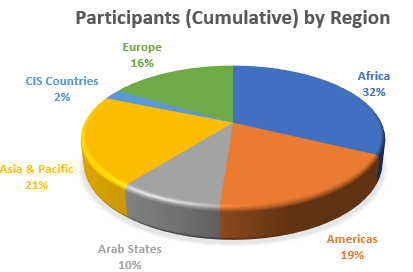 Participants (Cumulative) by Region
Europe
16%
Africa
32%
CIS Countries
2%
Asia & Pacific
21%
Arab States
10%
Americas
19%